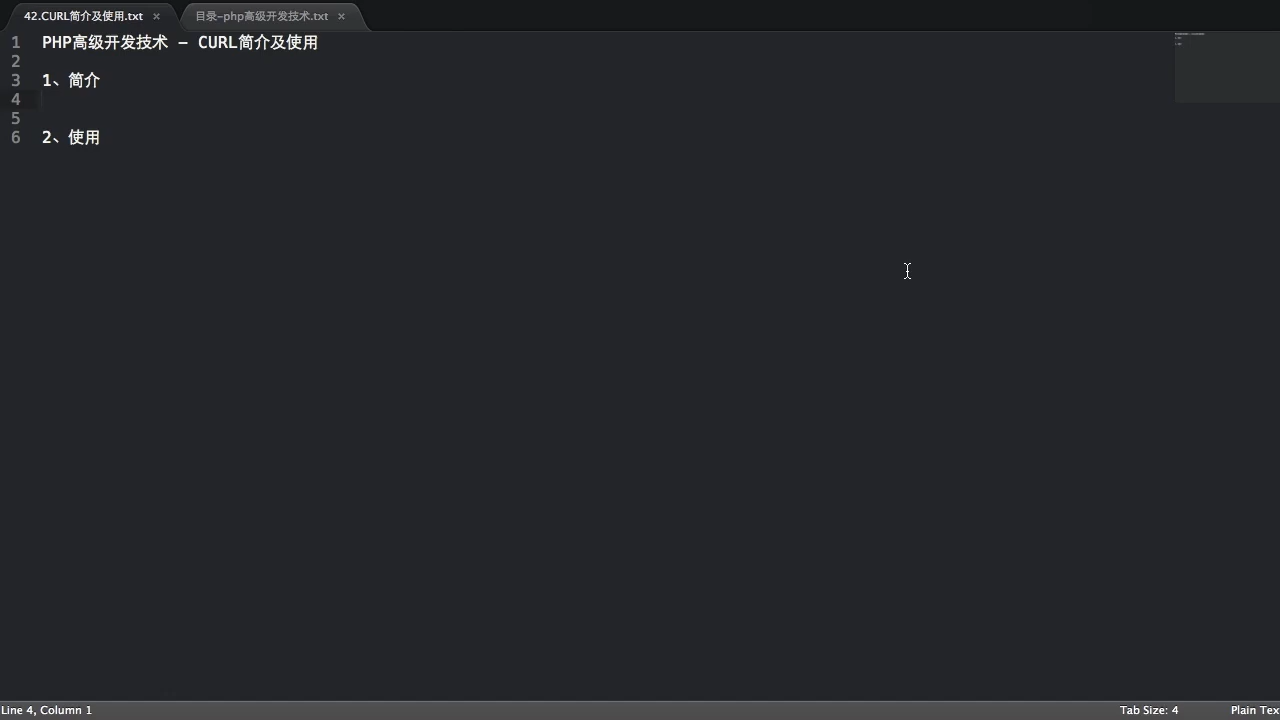 42.CURL简介及使用.txt ×
目录-php高级开发技术.txt ×
1 PHP高级开发技术 - CURL简介及使用
2
3 1、简介
4
5
6 2、使用
Line 4, Column 1
Tab Size: 4
Plain Tex